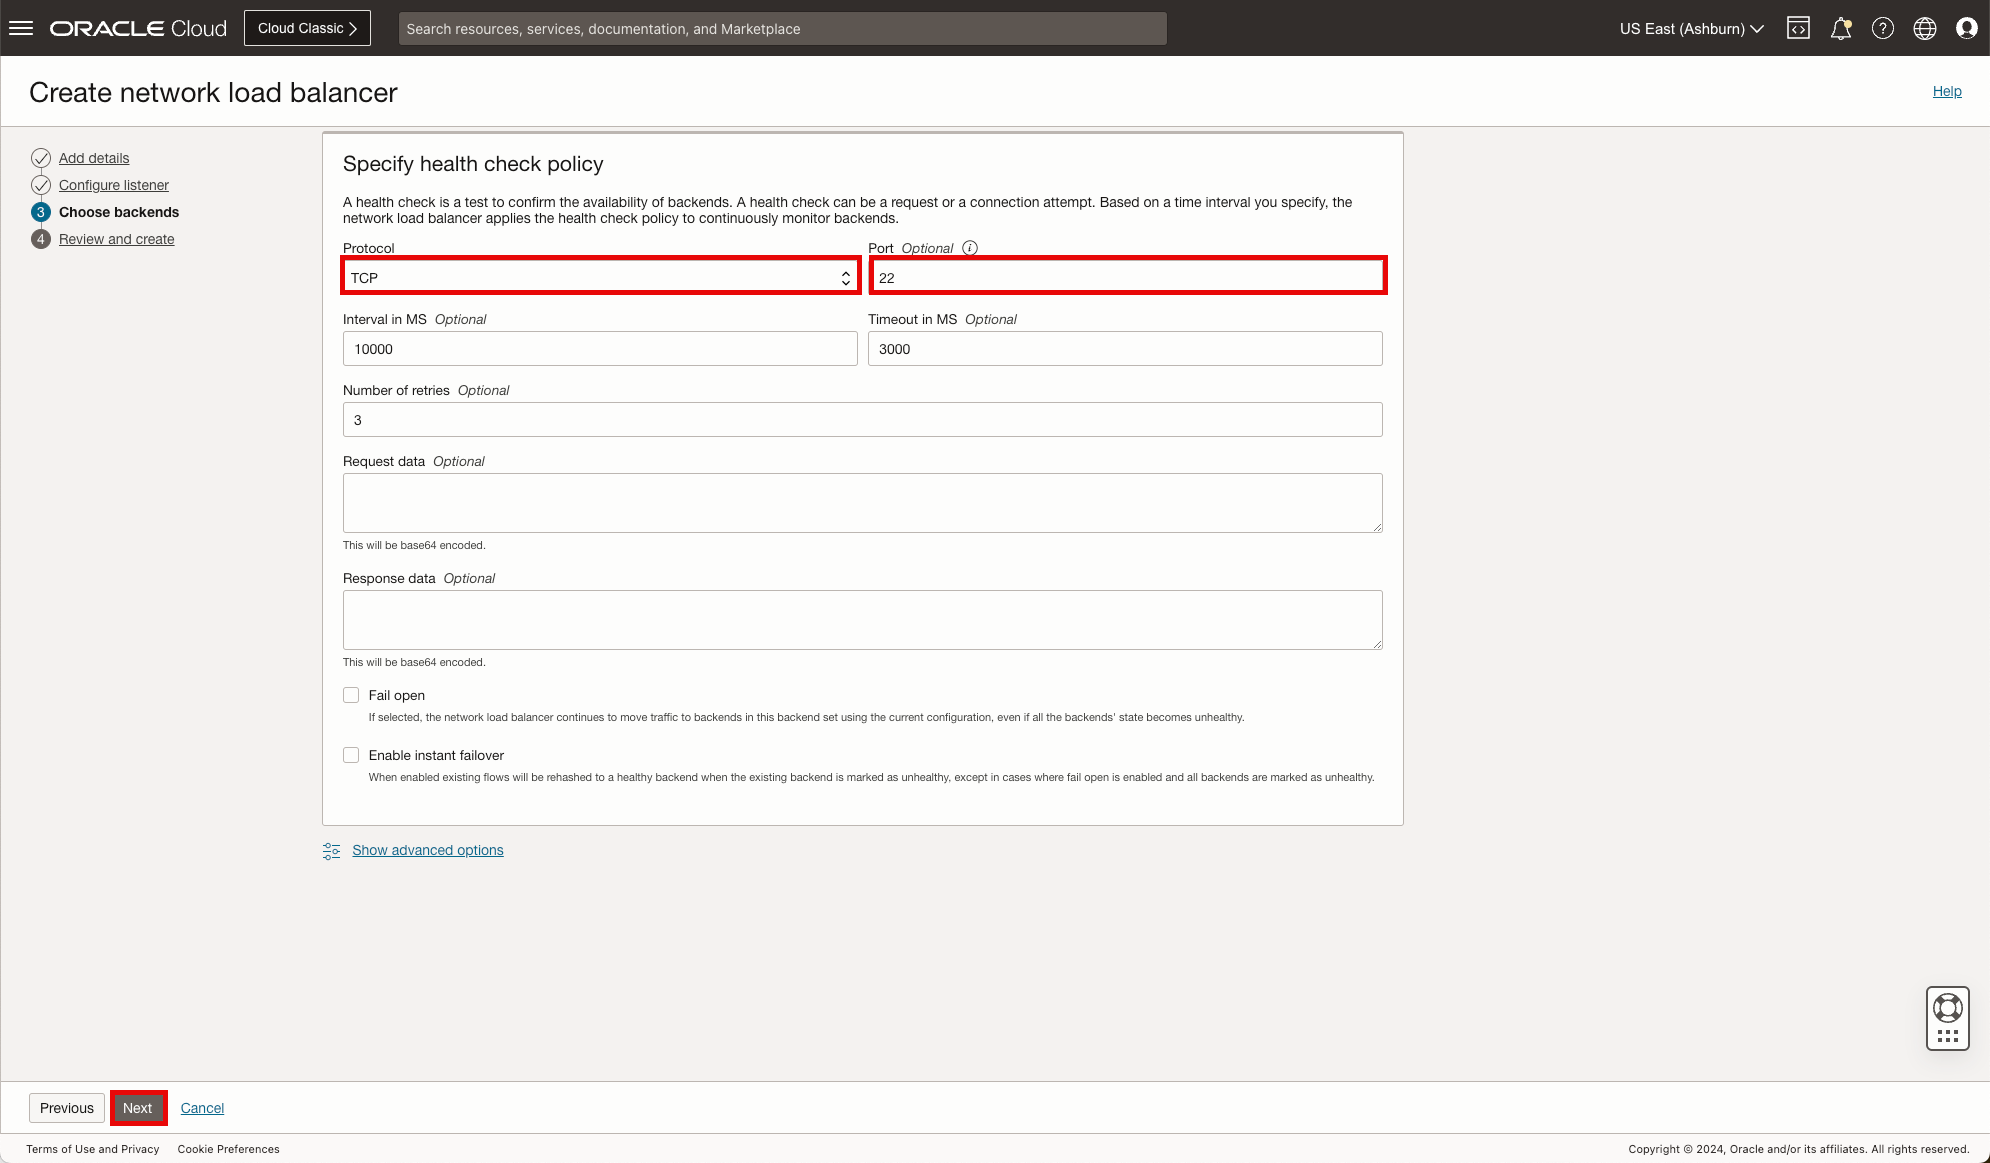 ORACLE Cloud
Cloud Classic
Search resources, services, documentation, and Marketplace
US East (Ashburn)
Create network load balancer
Help
Add details
Configure listener
3 Choose backends
4 Review and create
Specify health check policy
A health check is a test to confirm the availability of backends. A health check can be a request or a connection attempt. Based on a time interval you specify, the
network load balancer applies the health check policy to continuously monitor backends.
Protocol
Port Optional
TCP
22
Interval in MS Optional
Timeout in MS Optional
10000
3000
Number of retries Optional
3
Request data Optional
This will be base64 encoded.
Response data Optional
This will be base64 encoded.
Fail open
If selected, the network load balancer continues to move traffic to backends in this backend set using the current configuration, even if all the backends' state becomes unhealthy.
Enable instant failover
When enabled existing flows will be rehashed to a healthy backend when the existing backend is marked as unhealthy, except in cases where fail open is enabled and all backends are marked as unhealthy.
Show advanced options
Previous
Next
Cancel
Terms of Use and Privacy
Cookie Preferences
Copyright © 2024, Oracle and/or its affiliates. All rights reserved.